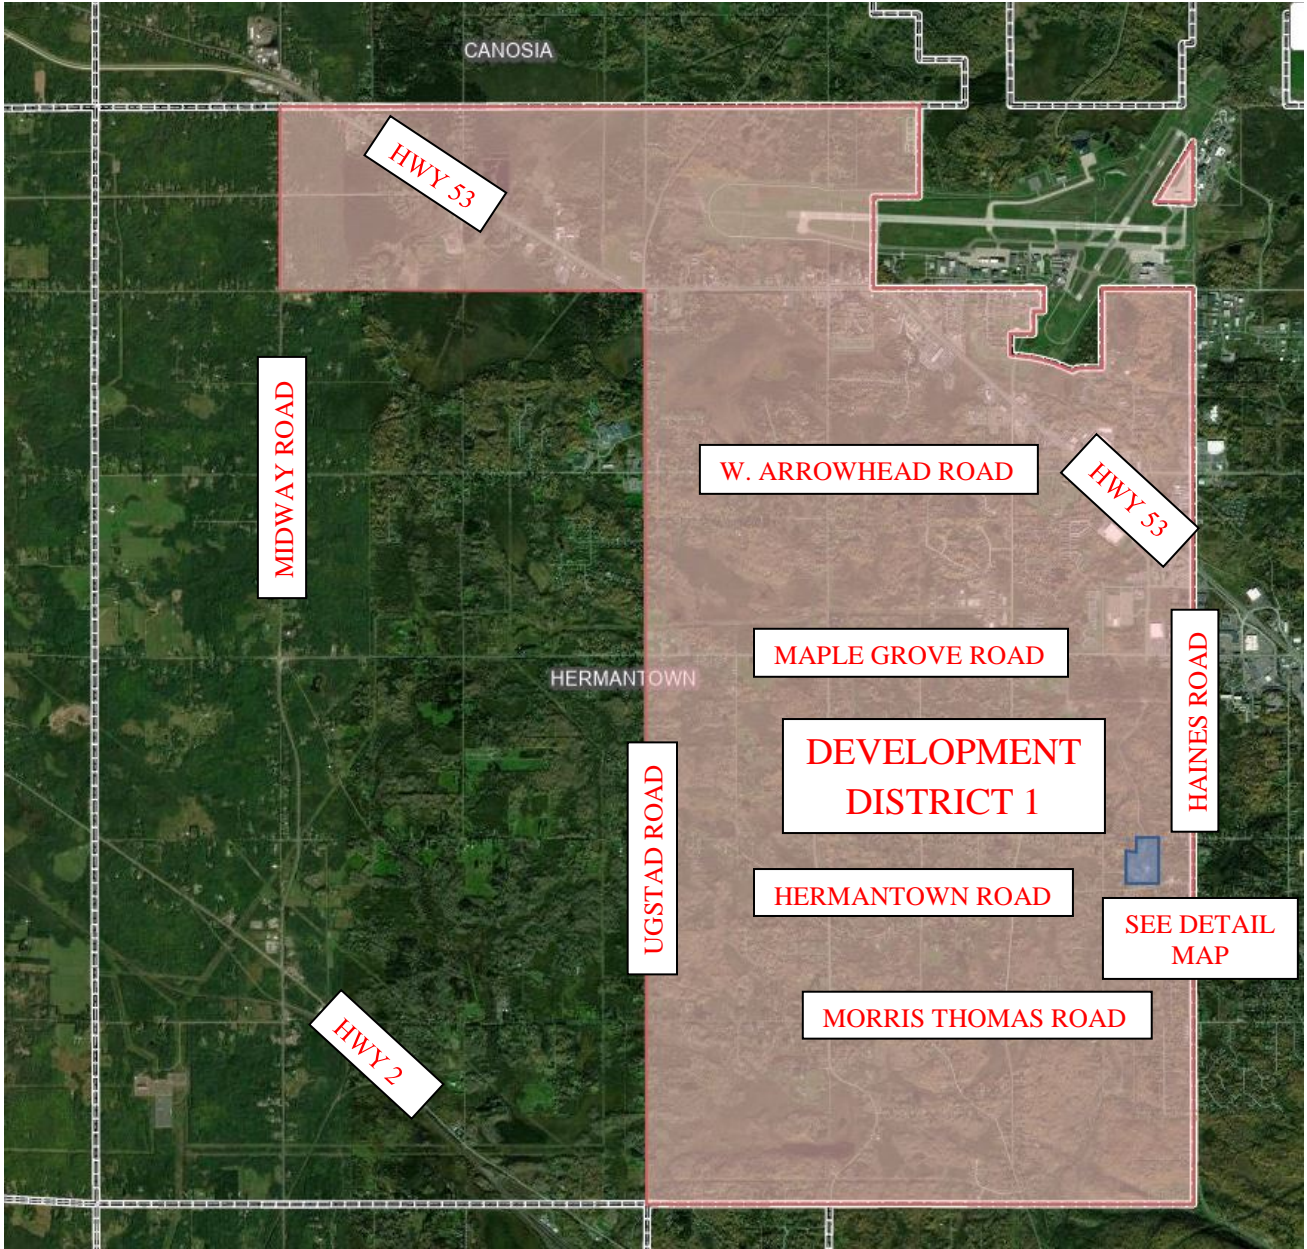 CANOSIA
HWY 53
MIDWAY ROAD
W. ARROWHEAD ROAD
HWY 53
MAPLE GROVE ROAD
HERMANTOWN
HAINES ROAD
DEVELOPMENT
DISTRICT 1
UGSTAD ROAD
HERMANTOWN ROAD
SEE DETAIL
MAP
MORRIS THOMAS ROAD
HWY 2